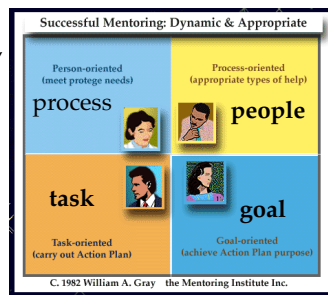 Successful Mentoring: Dynamic & Appropriate
Person-oriented
(meet protege needs)
process
Process-oriented
(appropriate types of help)
people
task
Task-oriented
(carry out Action Plan)
goal
Goal-oriented
(achieve Action Plan purpose)
C. 1982 William A. Gray the Mentoring Institute Inc.